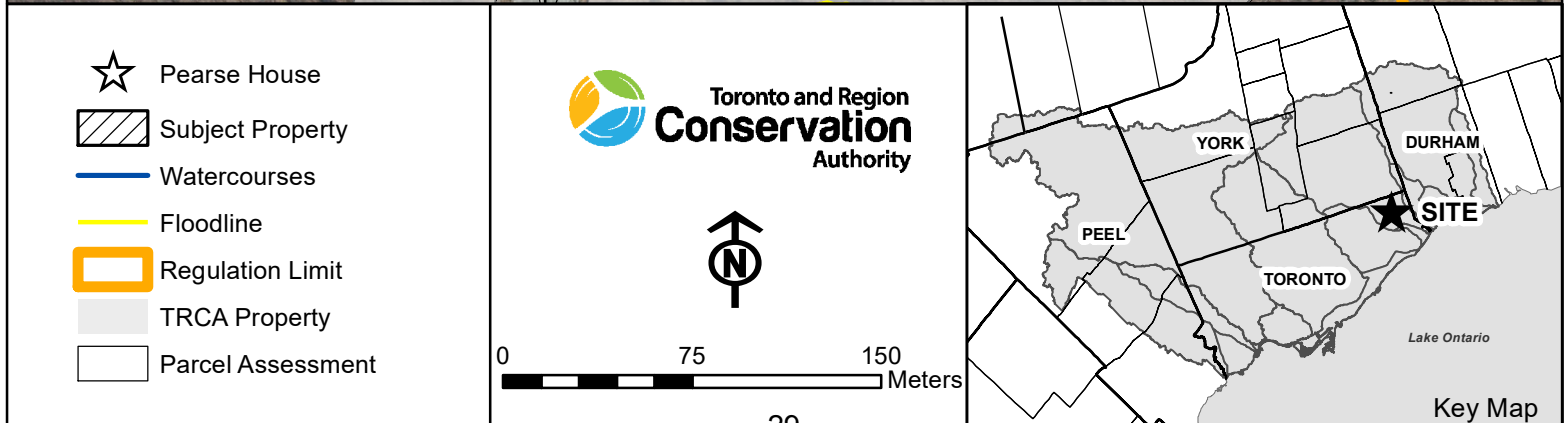 Pearse House
Subject Property
Watercourses
Floodline
Regulation Limit
TRCA Property
Parcel Assessment
Toronto and Region
Conservation
Authority
N
0 75 150
Meters
YORK
DURHAM
SITE
PEEL
TORONTO
Lake Ontario
Key Map